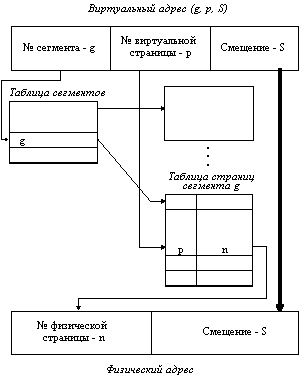 Виртуальный адрес (g, p, S)
№ сегмента - g
№ виртуальной
страницы - p
Смещение - S
Таблица сегментов
g
Таблица страниц
сегмента g
p
n
№ физической
страницы - n
Смещение - S
Физический адрес